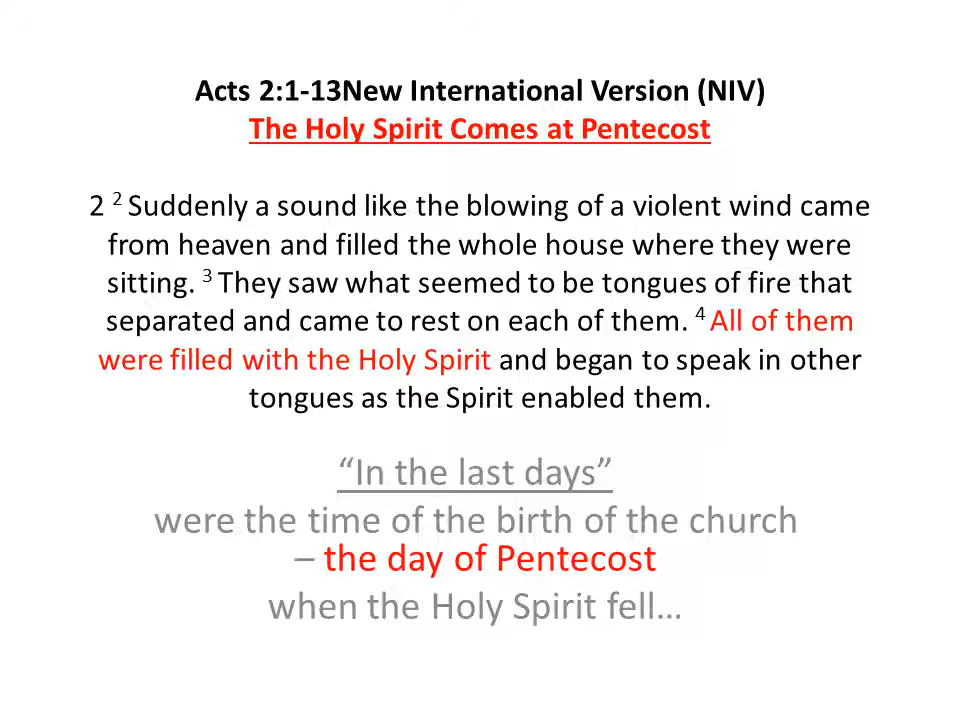 Acts 2:1-13New International Version (NIV)
The Holy Spirit Comes at Pentecost
2 2 Suddenly a sound like the blowing of a violent wind came
from heaven and filled the whole house where they were
sitting. 3 They saw what seemed to be tongues of fire that
separated and came to rest on each of them. 4 All of them
were filled with the Holy Spirit and began to speak in other
tongues as the Spirit enabled them.
“In the last days”
were the time of the birth of the church
– the day of Pentecost
when the Holy Spirit fell…